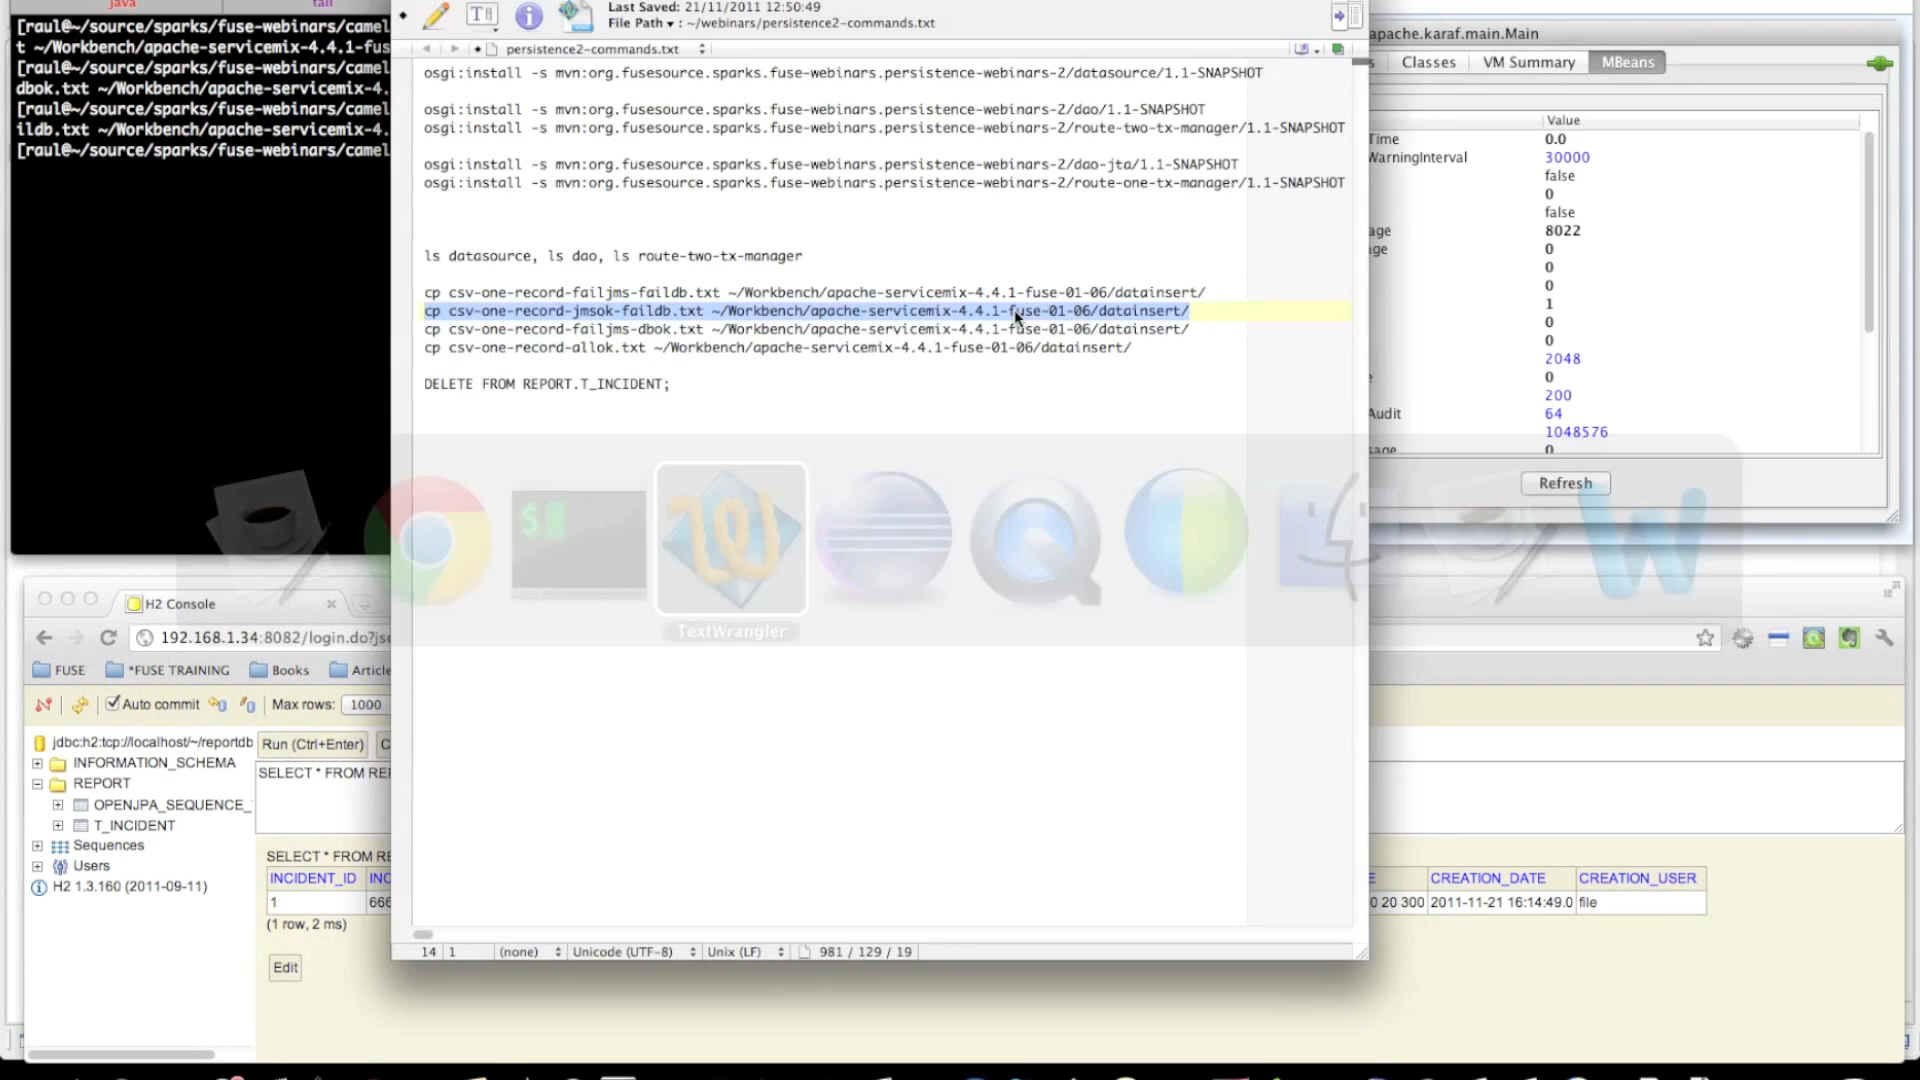 java
tail
[raul@~/source/sparks/fuse-webinars/camel
t ~/Workbench/apache-servicemix-4.4.1-fus
[raul@~/source/sparks/fuse-webinars/camel
dbok.txt ~/Workbench/apache-servicemix-4.
[raul@~/source/sparks/fuse-webinars/camel
ildb.txt ~/Workbench/apache-servicemix-4.
[raul@~/source/sparks/fuse-webinars/camel
Last Saved: 21/11/2011 12:50:49
File Path ▾ : ~/webinars/persistence2-commands.txt
persistence2-commands.txt
osgi:install -s mvn:org.fusesource.sparks.fuse-webinars.persistence-webinars-2/datasource/1.1-SNAPSHOT
osgi:install -s mvn:org.fusesource.sparks.fuse-webinars.persistence-webinars-2/dao/1.1-SNAPSHOT
osgi:install -s mvn:org.fusesource.sparks.fuse-webinars.persistence-webinars-2/route-two-tx-manager/1.1-SNAPSHOT
osgi:install -s mvn:org.fusesource.sparks.fuse-webinars.persistence-webinars-2/dao-jta/1.1-SNAPSHOT
osgi:install -s mvn:org.fusesource.sparks.fuse-webinars.persistence-webinars-2/route-one-tx-manager/1.1-SNAPSHOT
ls datasource, ls dao, ls route-two-tx-manager
cp csv-one-record-failjms-faildb.txt ~/Workbench/apache-servicemix-4.4.1-fuse-01-06/datainsert/
cp csv-one-record-jmsok-faildb.txt ~/Workbench/apache-servicemix-4.4.1-fuse-01-06/datainsert/
cp csv-one-record-failjms-dbok.txt ~/Workbench/apache-servicemix-4.4.1-fuse-01-06/datainsert/
cp csv-one-record-allok.txt ~/Workbench/apache-servicemix-4.4.1-fuse-01-06/datainsert/
DELETE FROM REPORT.T_INCIDENT;
TextWrangler
14 1 (none) Unicode (UTF-8) Unix (LF) 981 / 129 / 19
apache.karaf.main.Main
s Classes VM Summary MBeans
Value
Time 0.0
WarningInterval 30000
false
0
false
age 8022
ge 0
0
0
1
0
0
2048
0
200
Audit 64
1048576
sage 0
Refresh
H2 Console
192.168.1.34:8082/login.do?jse
FUSE *FUSE TRAINING Books Article
Auto commit Max rows: 1000
jdbc:h2:tcp://localhost/~/reportdb
INFORMATION_SCHEMA
REPORT
OPENJPA_SEQUENCE_
T_INCIDENT
Sequences
Users
H2 1.3.160 (2011-09-11)
Run (Ctrl+Enter) C
SELECT * FROM REP
SELECT * FROM RE
INCIDENT_ID INC
1 666
(1 row, 2 ms)
Edit
E CREATION_DATE CREATION_USER
0 20 300 2011-11-21 16:14:49.0 file